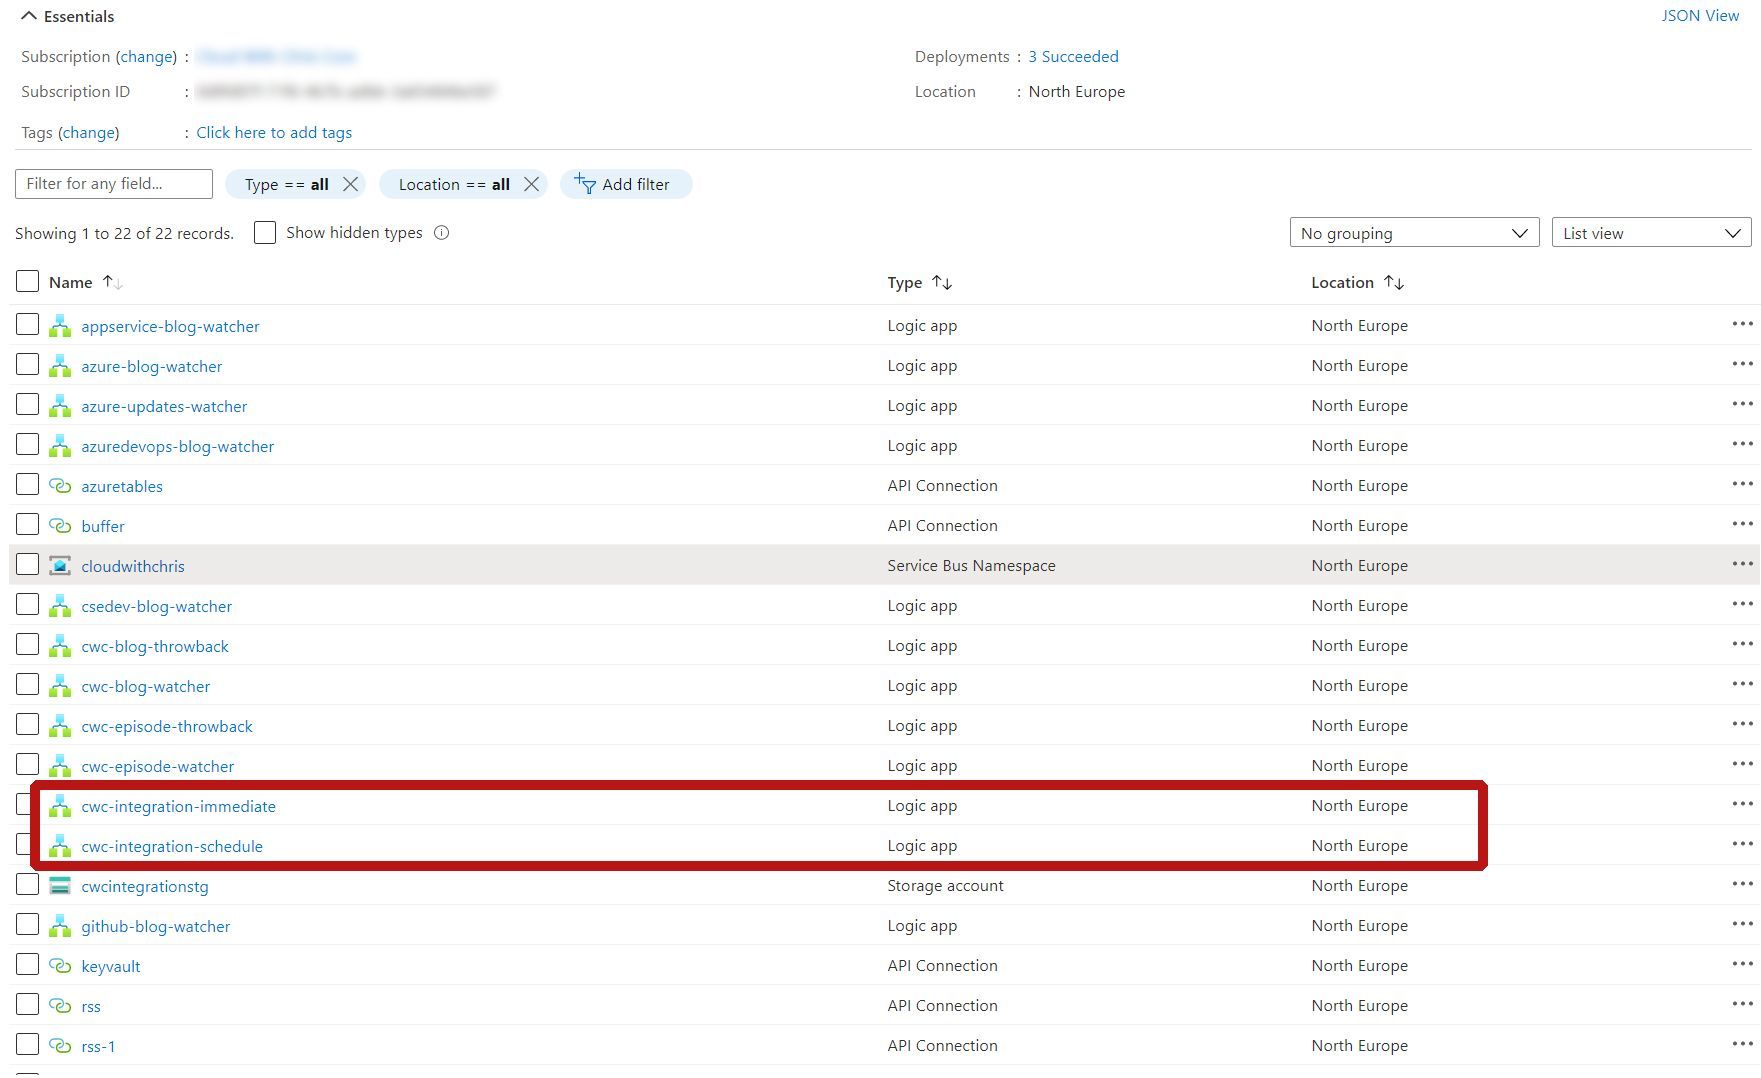 Essentials JSON View
Subscription (change) : Deployments : 3 Succeeded
Subscription ID : Location : North Europe
Tags (change) : Click here to add tags
Filter for any field... Type == all Location == all Add filter
Showing 1 to 22 of 22 records. Show hidden types No grouping List view
Name Type Location
appservice-blog-watcher Logic app North Europe
azure-blog-watcher Logic app North Europe
azure-updates-watcher Logic app North Europe
azuredevops-blog-watcher Logic app North Europe
azuretables API Connection North Europe
buffer API Connection North Europe
cloudwithchris Service Bus Namespace North Europe
csedev-blog-watcher Logic app North Europe
cwc-blog-throwback Logic app North Europe
cwc-blog-watcher Logic app North Europe
cwc-episode-throwback Logic app North Europe
cwc-episode-watcher Logic app North Europe
cwc-integration-immediate Logic app North Europe
cwc-integration-schedule Logic app North Europe
cwcintegrationstg Storage account North Europe
github-blog-watcher Logic app North Europe
keyvault API Connection North Europe
rss API Connection North Europe
rss-1 API Connection North Europe